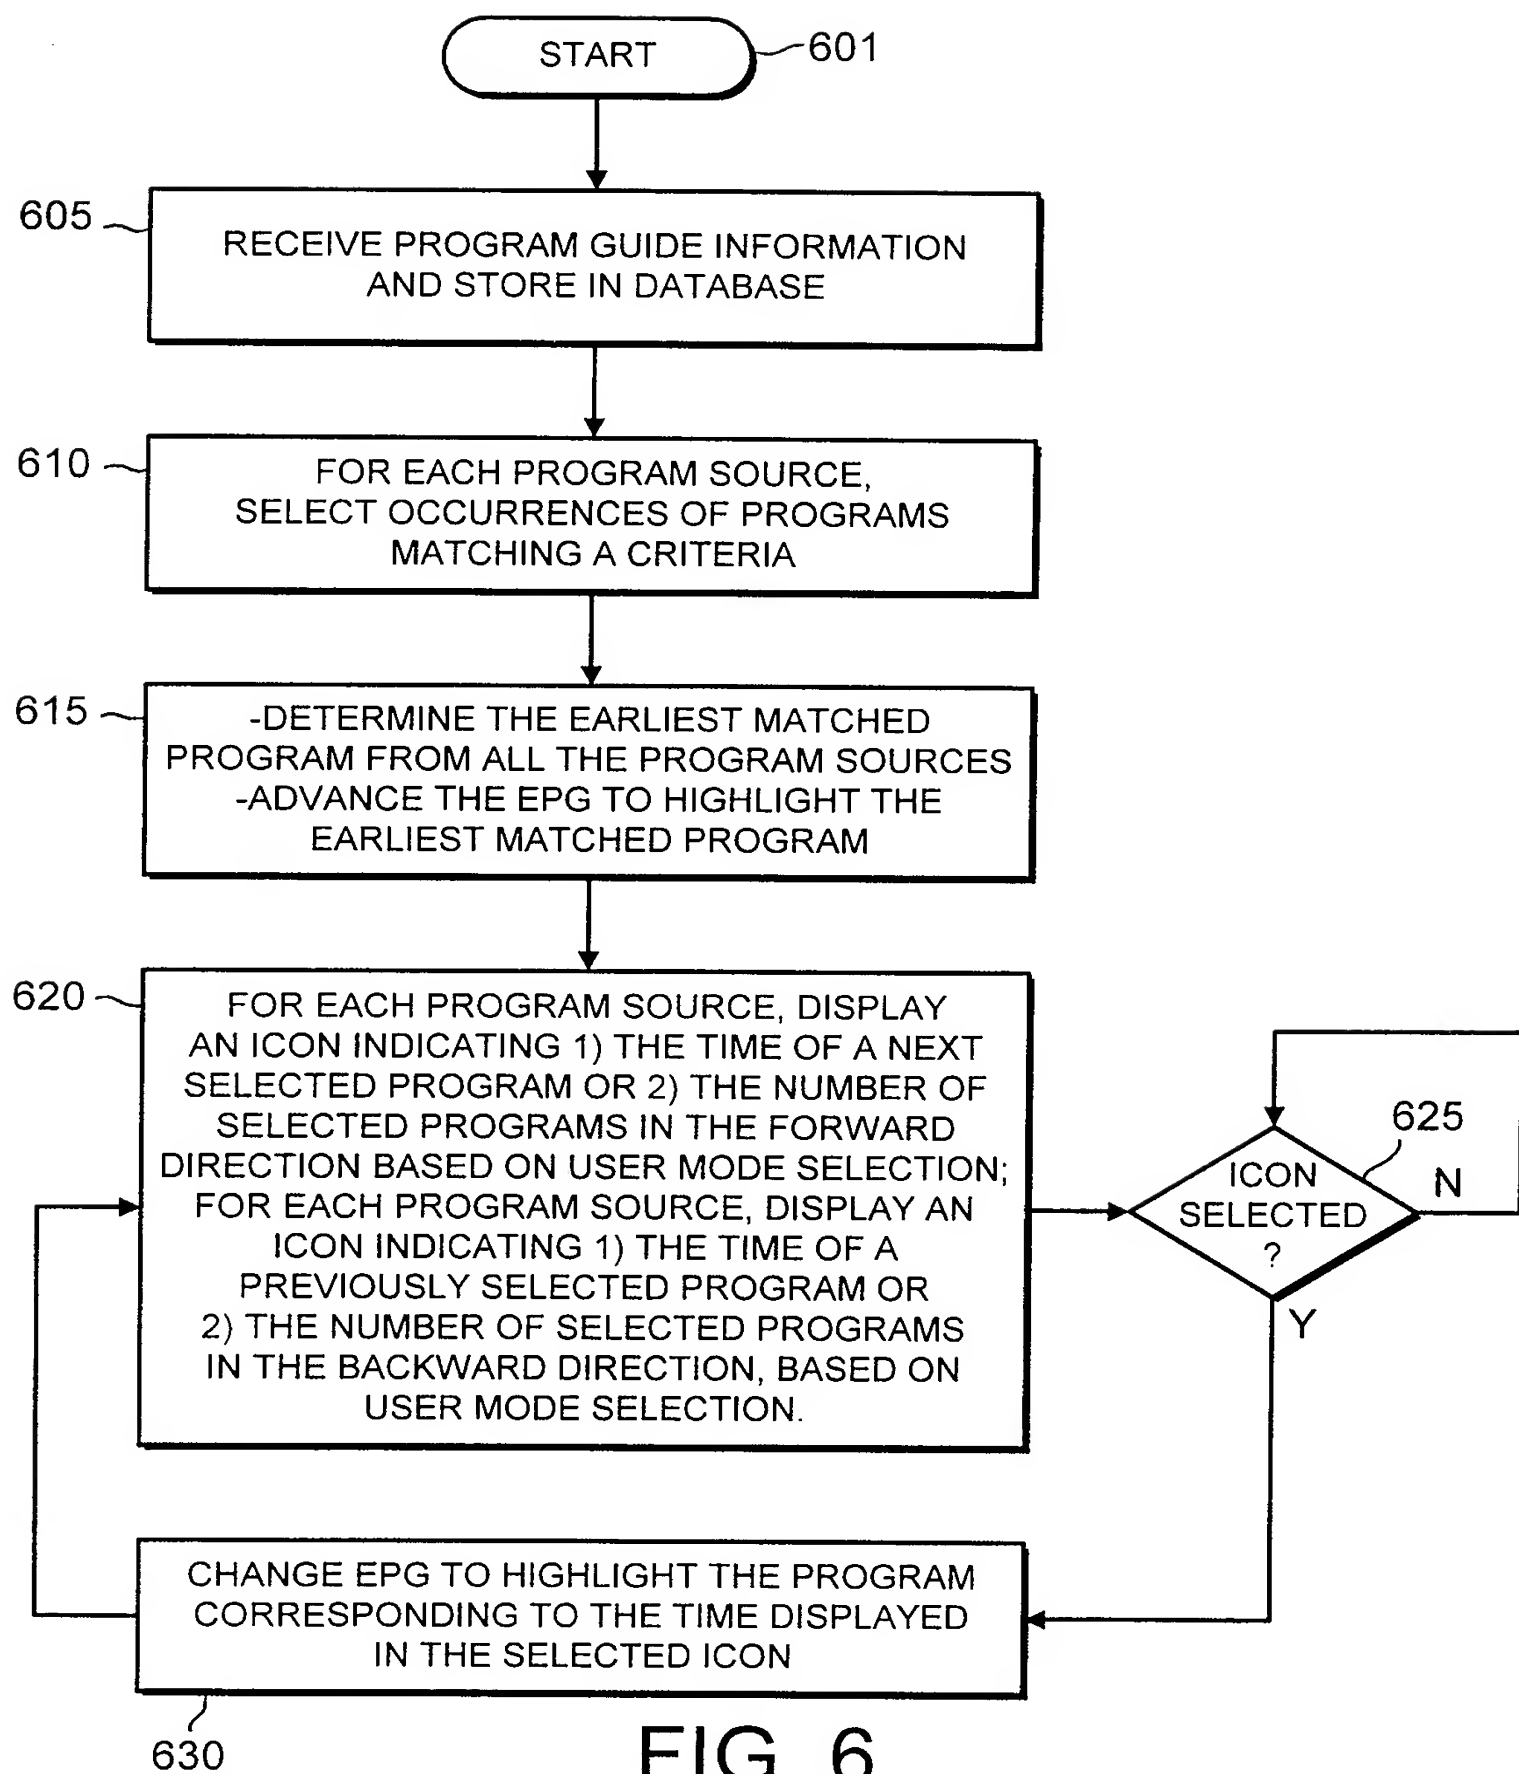 START
601
605
RECEIVE PROGRAM GUIDE INFORMATION
AND STORE IN DATABASE
610
FOR EACH PROGRAM SOURCE,
SELECT OCCURRENCES OF PROGRAMS
MATCHING A CRITERIA
615
-DETERMINE THE EARLIEST MATCHED
PROGRAM FROM ALL THE PROGRAM SOURCES
-ADVANCE THE EPG TO HIGHLIGHT THE
EARLIEST MATCHED PROGRAM
620
FOR EACH PROGRAM SOURCE, DISPLAY
AN ICON INDICATING 1) THE TIME OF A NEXT
SELECTED PROGRAM OR 2) THE NUMBER OF
SELECTED PROGRAMS IN THE FORWARD
DIRECTION BASED ON USER MODE SELECTION;
FOR EACH PROGRAM SOURCE, DISPLAY AN
ICON INDICATING 1) THE TIME OF A
PREVIOUSLY SELECTED PROGRAM OR
2) THE NUMBER OF SELECTED PROGRAMS
IN THE BACKWARD DIRECTION, BASED ON
USER MODE SELECTION.
625
ICON
SELECTED
?
N
Y
CHANGE EPG TO HIGHLIGHT THE PROGRAM
CORRESPONDING TO THE TIME DISPLAYED
IN THE SELECTED ICON
630
FIG. 6